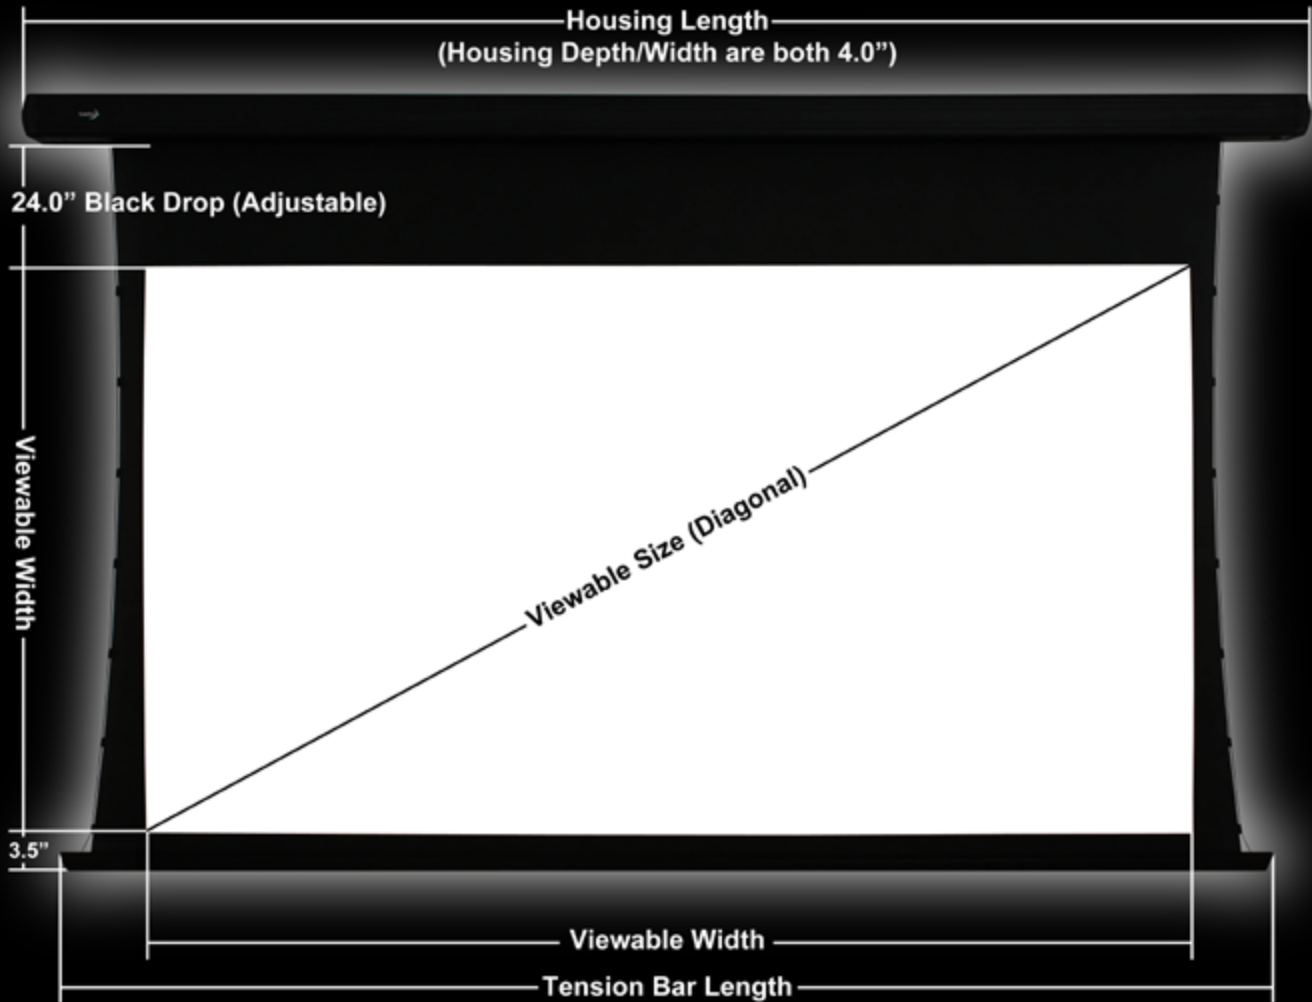 Housing Length
(Housing Depth/Width are both 4.0”)
24.0” Black Drop (Adjustable)
Viewable Width
Viewable Size (Diagonal)
3.5”
Viewable Width
Tension Bar Length